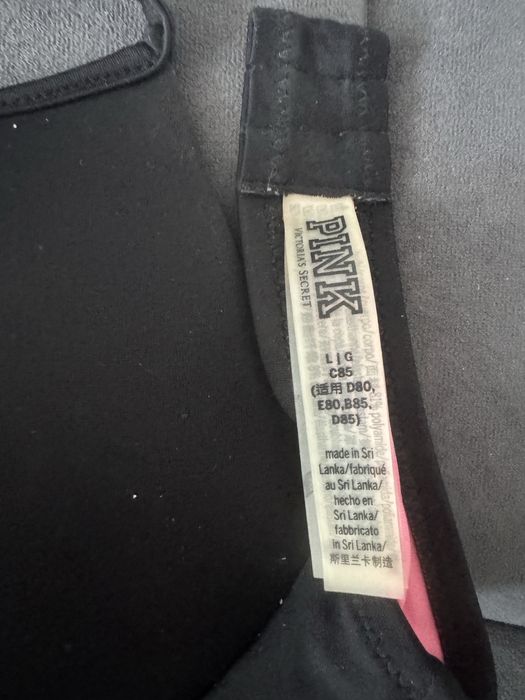 PINK
VICTORIA'S SECRET
L | G
C85
(适用 D80,
E80,B85,
D85)
made in Sri
Lanka/fabriqué
au Sri Lanka/
hecho en
Sri Lanka/
fabbricato
in Sri Lanka/
斯里兰卡制造